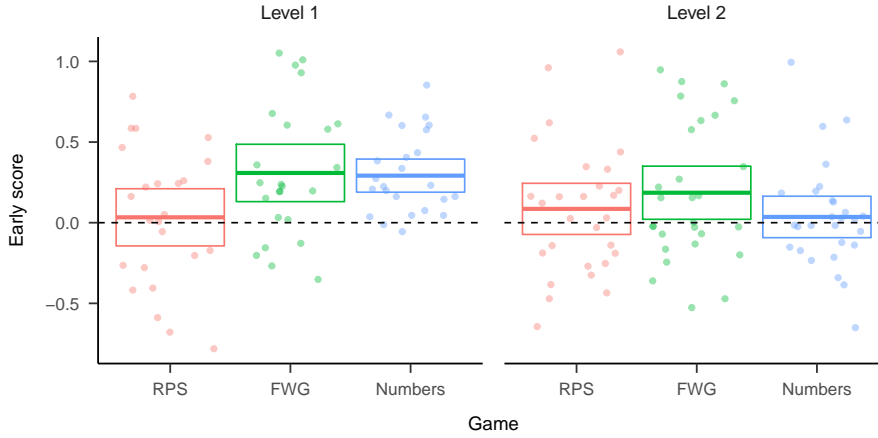 Level 1
Level 2
1.0
0.5
0.0
−0.5
Early score
RPS
FWG
Numbers
RPS
FWG
Numbers
Game